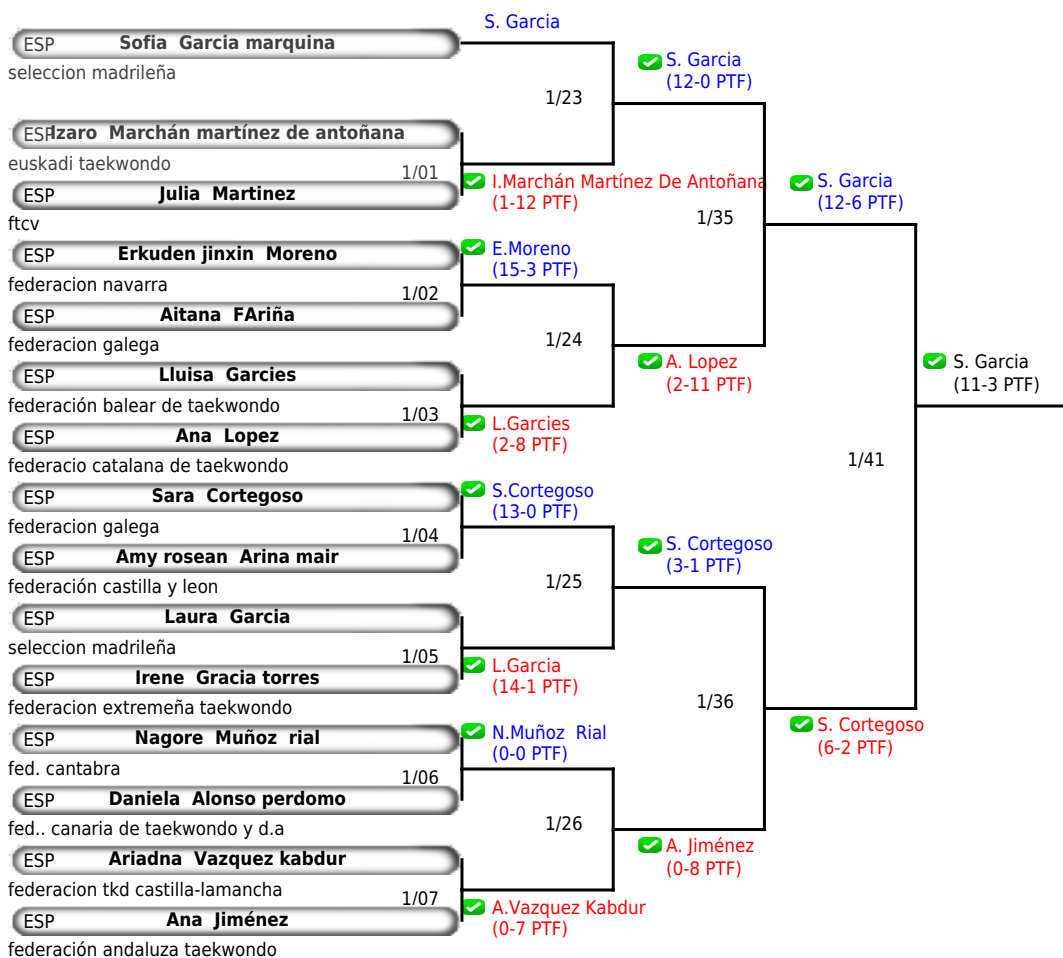 S. Garcia
ESP Sofia Garcia marquina
seleccion madrileña
S. Garcia
(12-0 PTF)
1/23
ESP Izaro Marchán martínez de antoñana
euskadi taekwondo
1/01
I.Marchán Martínez De Antoñana
(1-12 PTF)
S. Garcia
(12-6 PTF)
ESP Julia Martinez
ftcv
1/35
ESP Erkuden jinxin Moreno
federacion navarra
E.Moreno
(15-3 PTF)
1/02
ESP Aitana FAriña
federacion galega
1/24
A. Lopez
(2-11 PTF)
S. Garcia
(11-3 PTF)
ESP Lluisa Garcies
federación balear de taekwondo
1/03
L.Garcies
(2-8 PTF)
ESP Ana Lopez
federacio catalana de taekwondo
1/41
ESP Sara Cortegoso
federacion galega
S.Cortegoso
(13-0 PTF)
1/04
ESP Amy rosean Arina mair
federación castilla y leon
S. Cortegoso
(3-1 PTF)
1/25
ESP Laura Garcia
seleccion madrileña
1/05
L.Garcia
(14-1 PTF)
ESP Irene Gracia torres
federacion extremeña taekwondo
1/36
S. Cortegoso
(6-2 PTF)
ESP Nagore Muñoz rial
fed. cantabra
N.Muñoz Rial
(0-0 PTF)
1/06
ESP Daniela Alonso perdomo
fed.. canaria de taekwondo y d.a
1/26
A. Jiménez
(0-8 PTF)
ESP Ariadna Vazquez kabdur
federacion tkd castilla-lamancha
1/07
A.Vazquez Kabdur
(0-7 PTF)
ESP Ana Jiménez
federación andaluza taekwondo